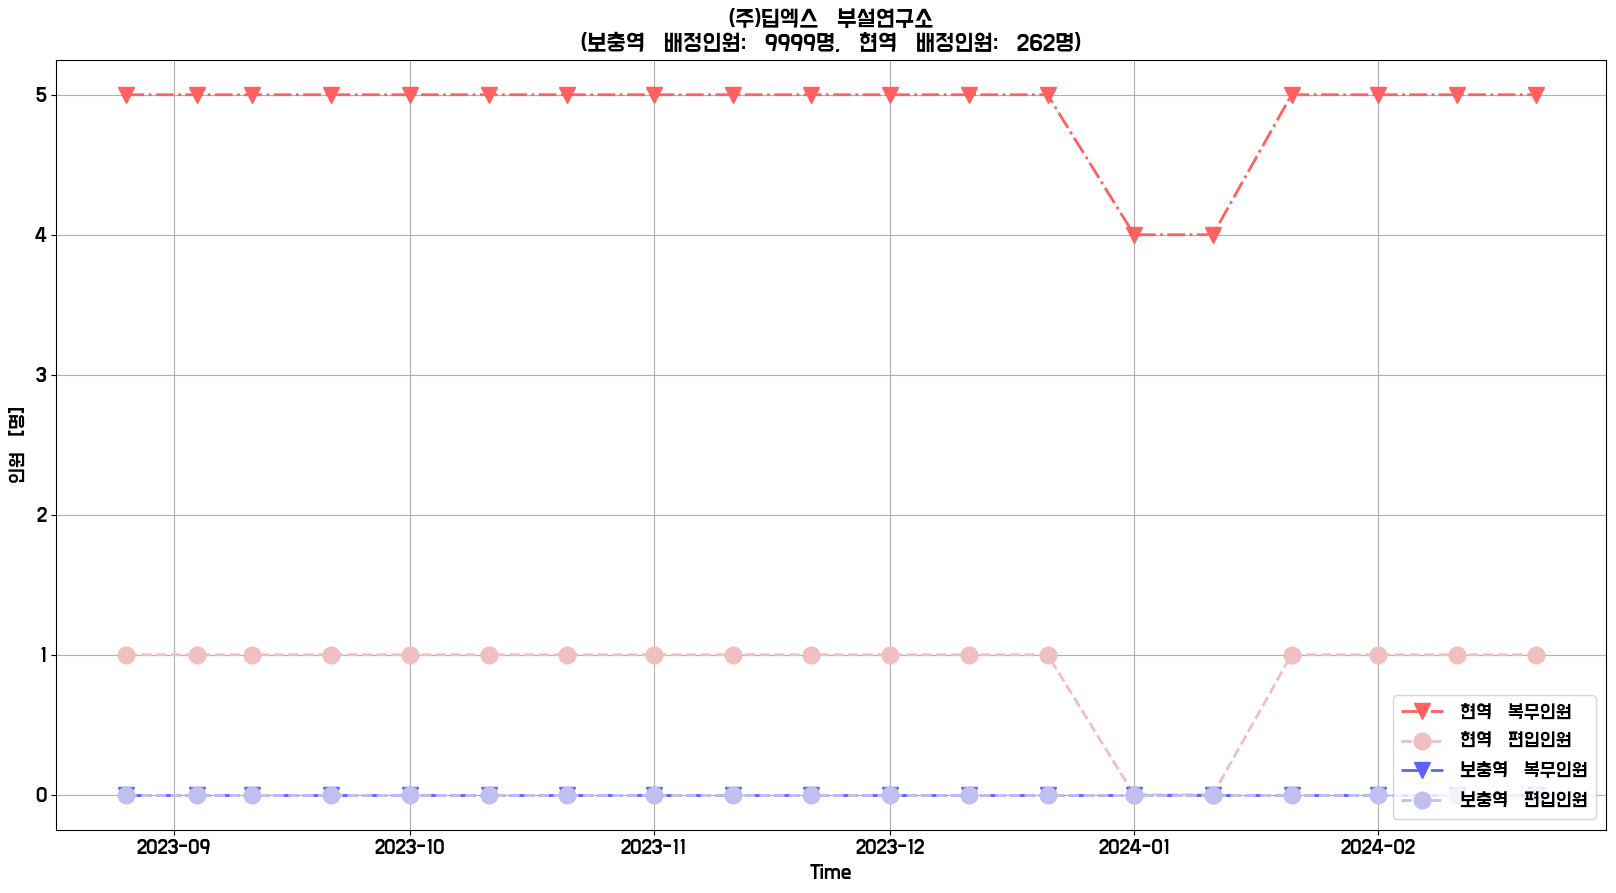 (주)딥엑스 부설연구소
(보충역 배정인원: 9999명, 현역 배정인원: 262명)
5
4
3
2
1
0
인원 [명]
2023-09
2023-10
2023-11
2023-12
2024-01
2024-02
Time
현역 복무인원
현역 편입인원
보충역 복무인원
보충역 편입인원